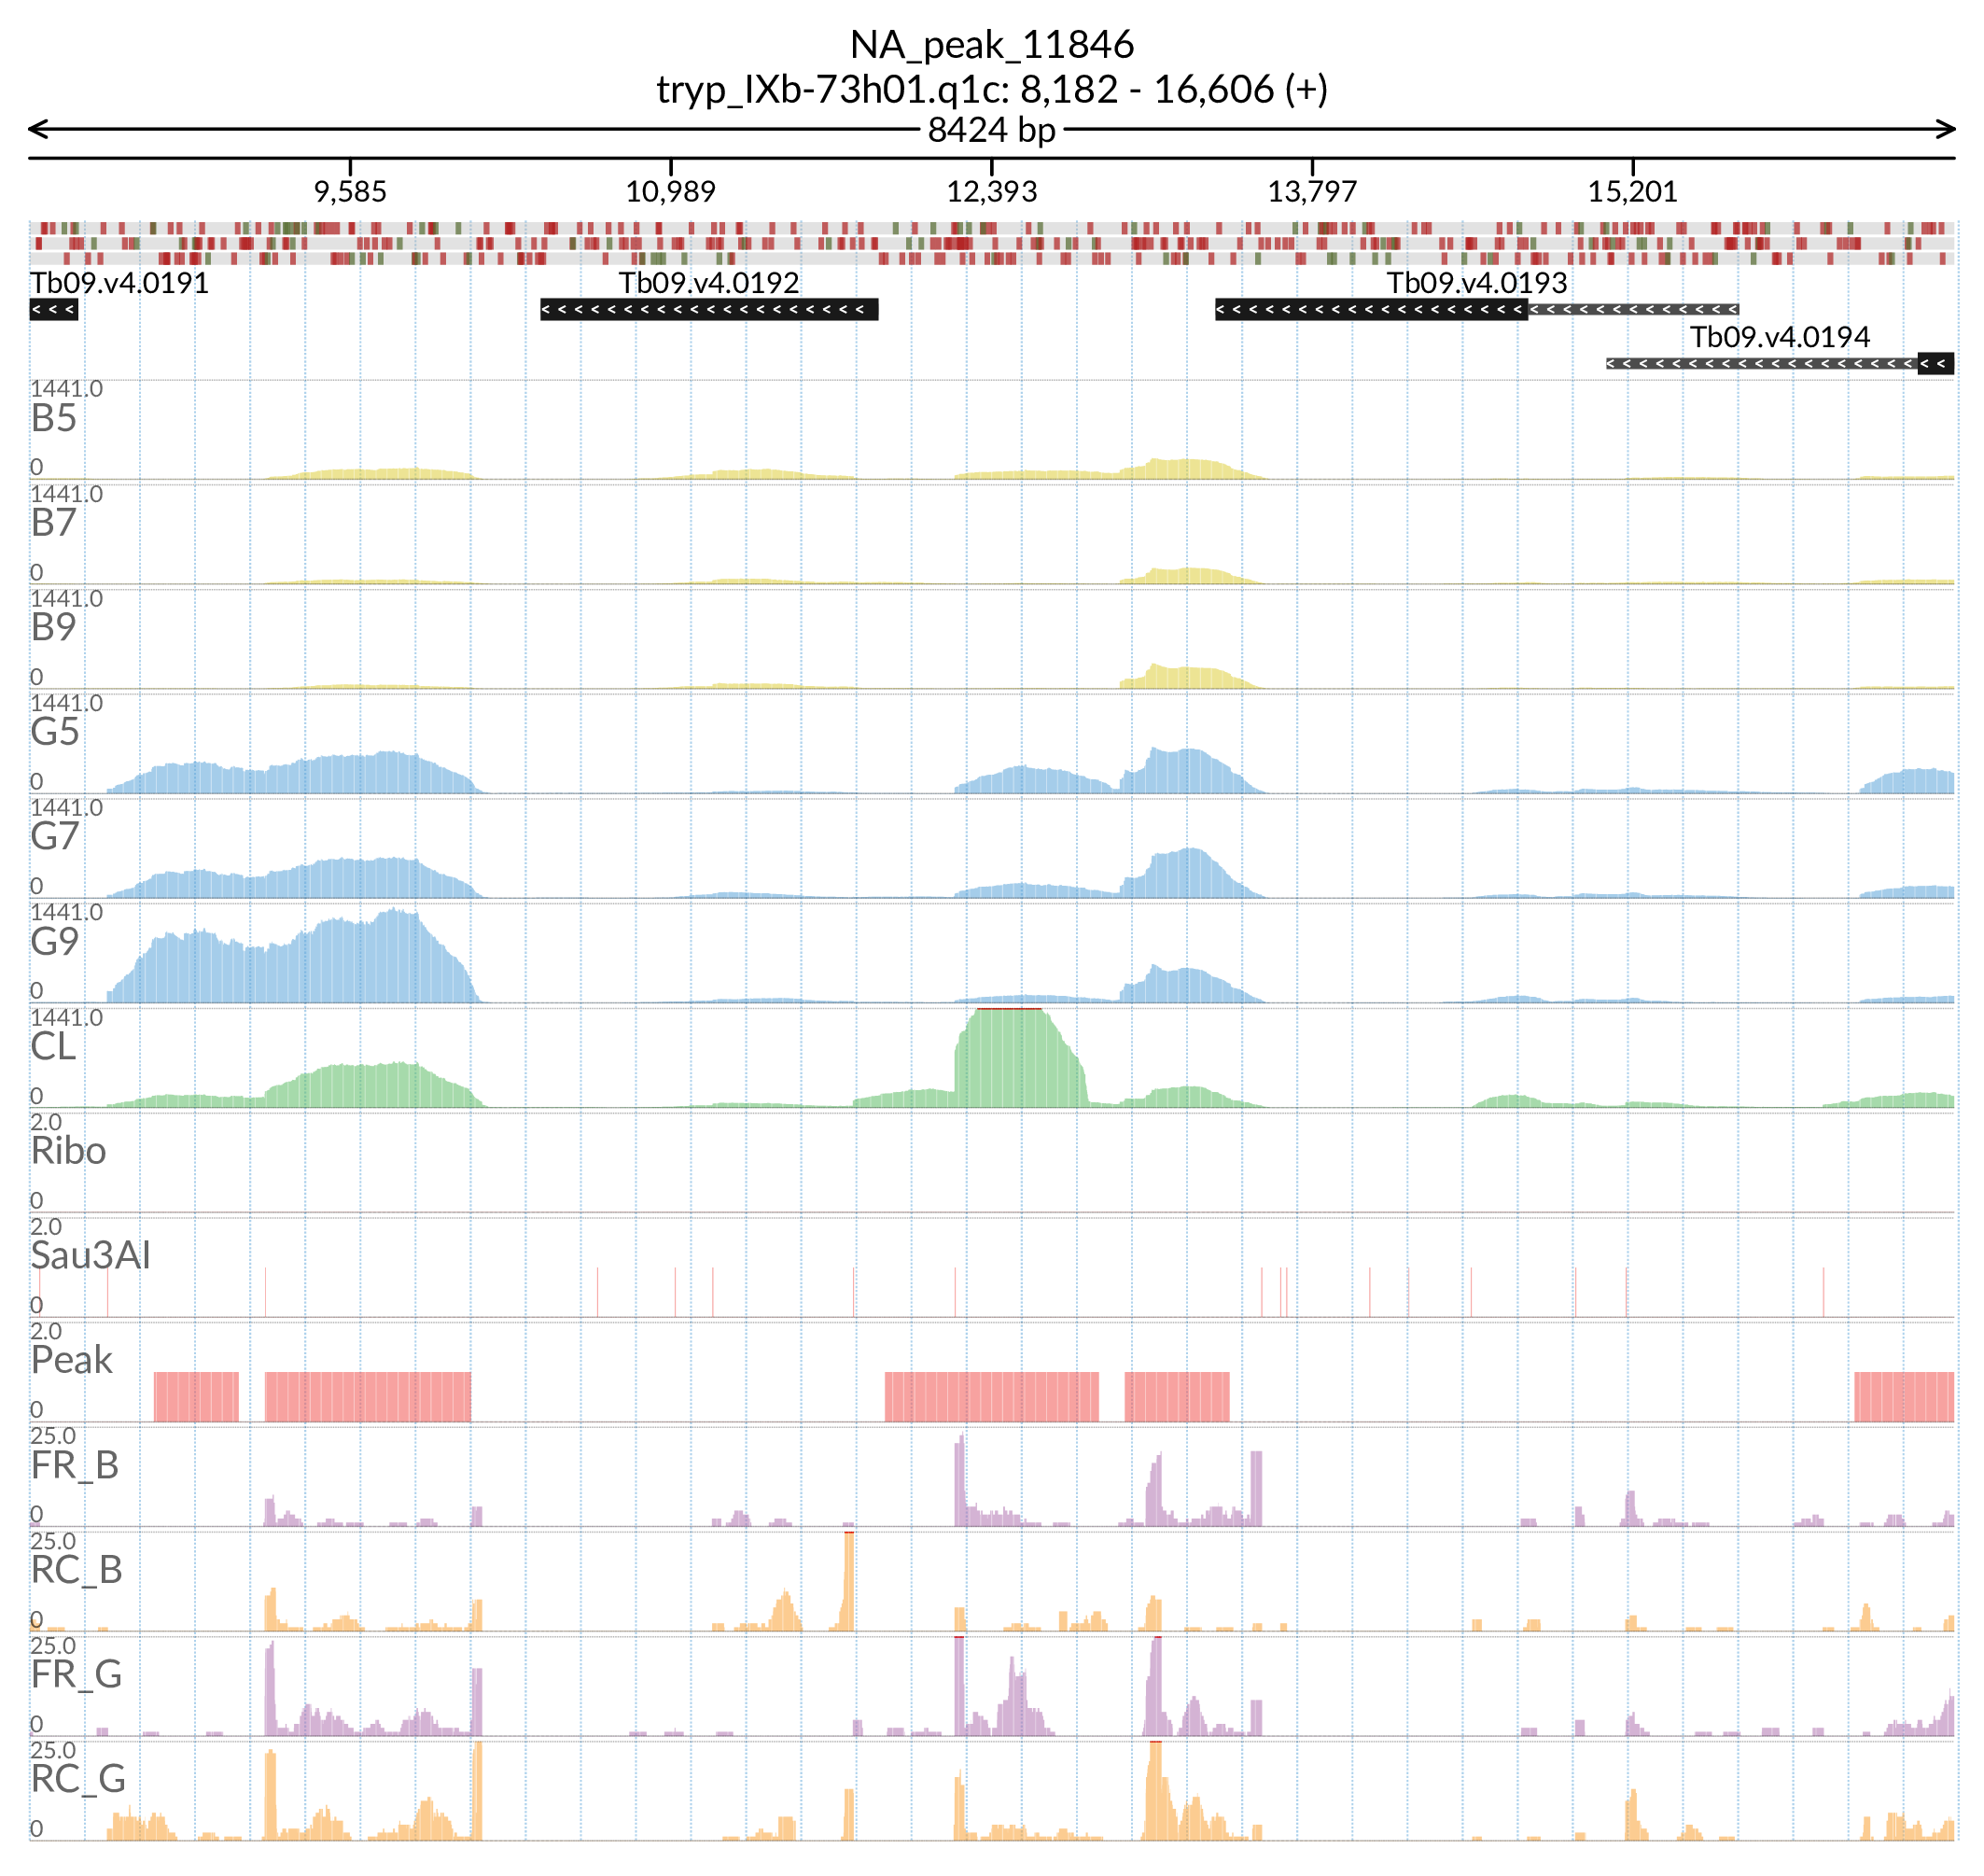 NA_peak_11846
tryp_IXb-73h01.q1c: 8,182 - 16,606 (+)
8424 bp
9,585 10,989 12,393 13,797 15,201
Tb09.v4.0191 Tb09.v4.0192 Tb09.v4.0193
Tb09.v4.0194
1441.0
B5
0
1441.0
B7
0
1441.0
B9
0
1441.0
G5
0
1441.0
G7
0
1441.0
G9
0
1441.0
CL
0
2.0
Ribo
0
2.0
Sau3AI
0
2.0
Peak
0
25.0
FR_B
0
25.0
RC_B
0
25.0
FR_G
0
25.0
RC_G
0